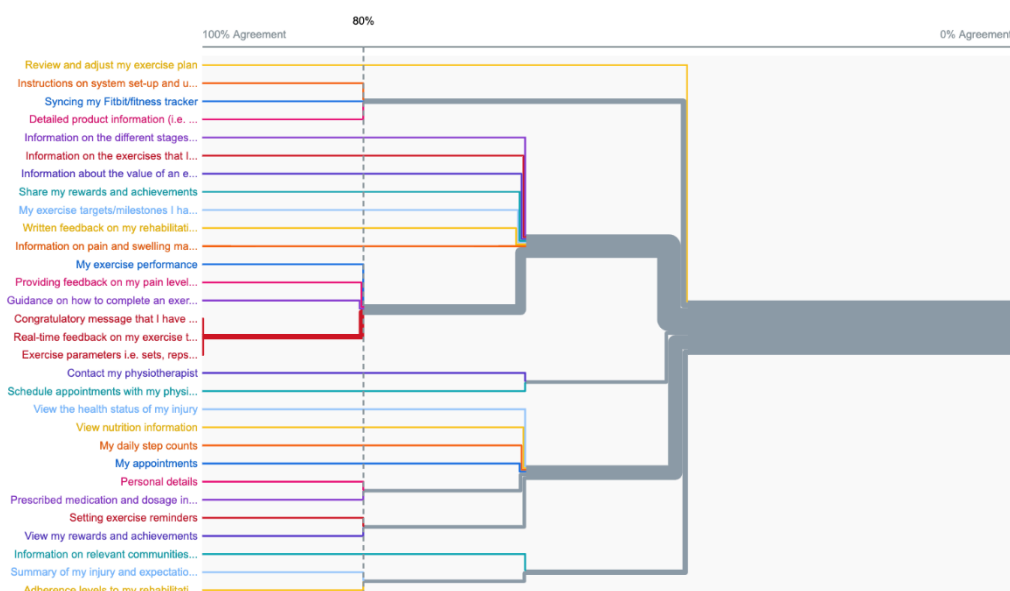 80%
100% Agreement
0% Agreement
Review and adjust my exercise plan
Instructions on system set-up and u...
Syncing my Fitbit/fitness tracker
Detailed product information (i.e. ...
Information on the different stages...
Information on the exercises that I...
Information about the value of an e...
Share my rewards and achievements
My exercise targets/milestones I ha...
Written feedback on my rehabilitati...
Information on pain and swelling ma...
My exercise performance
Providing feedback on my pain level...
Guidance on how to complete an exer...
Congratulatory message that I have ...
Real-time feedback on my exercise t...
Exercise parameters i.e. sets, reps...
Contact my physiotherapist
Schedule appointments with my physi...
View the health status of my injury
View nutrition information
My daily step counts
My appointments
Personal details
Prescribed medication and dosage in...
Setting exercise reminders
View my rewards and achievements
Information on relevant communities...
Summary of my injury and expectatio...
Adherence levels to my rehabilitati...